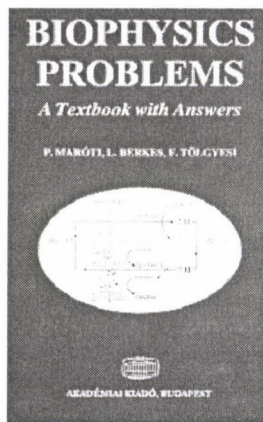 BIOPHYSICS
PROBLEMS
A Textbook with Answers
P. MARÓTI, L. BERKES, F. TÖLGYESI
AKADÉMIAI KIADÓ, BUDAPEST